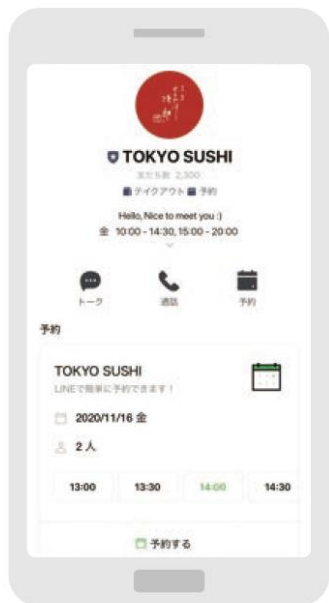 TOKYO SUSHI
友だち数 2,300
テイクアウト 予約
Hello, Nice to meet you :)
金 10:00 - 14:30, 15:00 - 20:00
トーク 通話 予約
予約
TOKYO SUSHI
LINEで簡単に予約できます！
2020/11/16 金
2 人
13:00 13:30 14:00 14:30
予約する